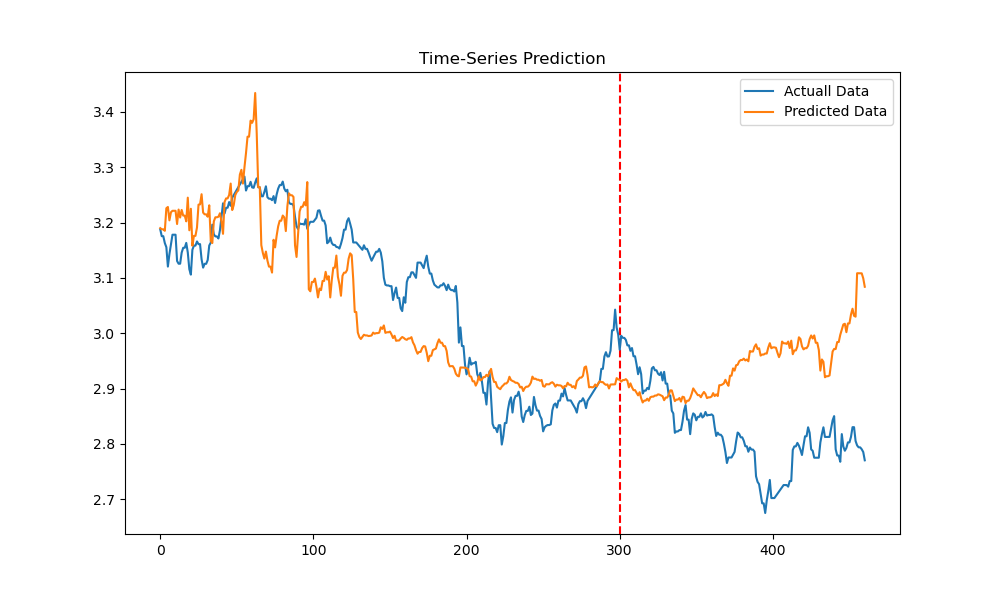 Time-Series Prediction
Actuall Data
Predicted Data
3.4
3.3
3.2
3.1
3.0
2.9
2.8
2.7
0 100 200 300 400